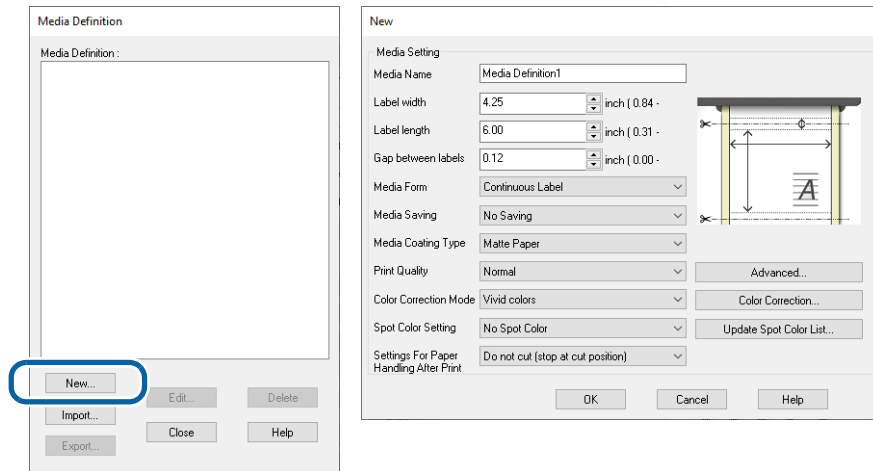 Media Definition
Media Definition :
New...
Edit...
Delete
Import...
Close
Help
Export...
New
Media Setting
Media Name
Media Definition1
Label width
4.25
inch ( 0.84 -
Label length
6.00
inch ( 0.31 -
Gap between labels
0.12
inch ( 0.00 -
Media Form
Continuous Label
Media Saving
No Saving
Media Coating Type
Matte Paper
Print Quality
Normal
Advanced...
Color Correction Mode
Vivid colors
Color Correction...
Spot Color Setting
No Spot Color
Update Spot Color List...
Settings For Paper
Handling After Print
Do not cut (stop at cut position)
A
OK
Cancel
Help